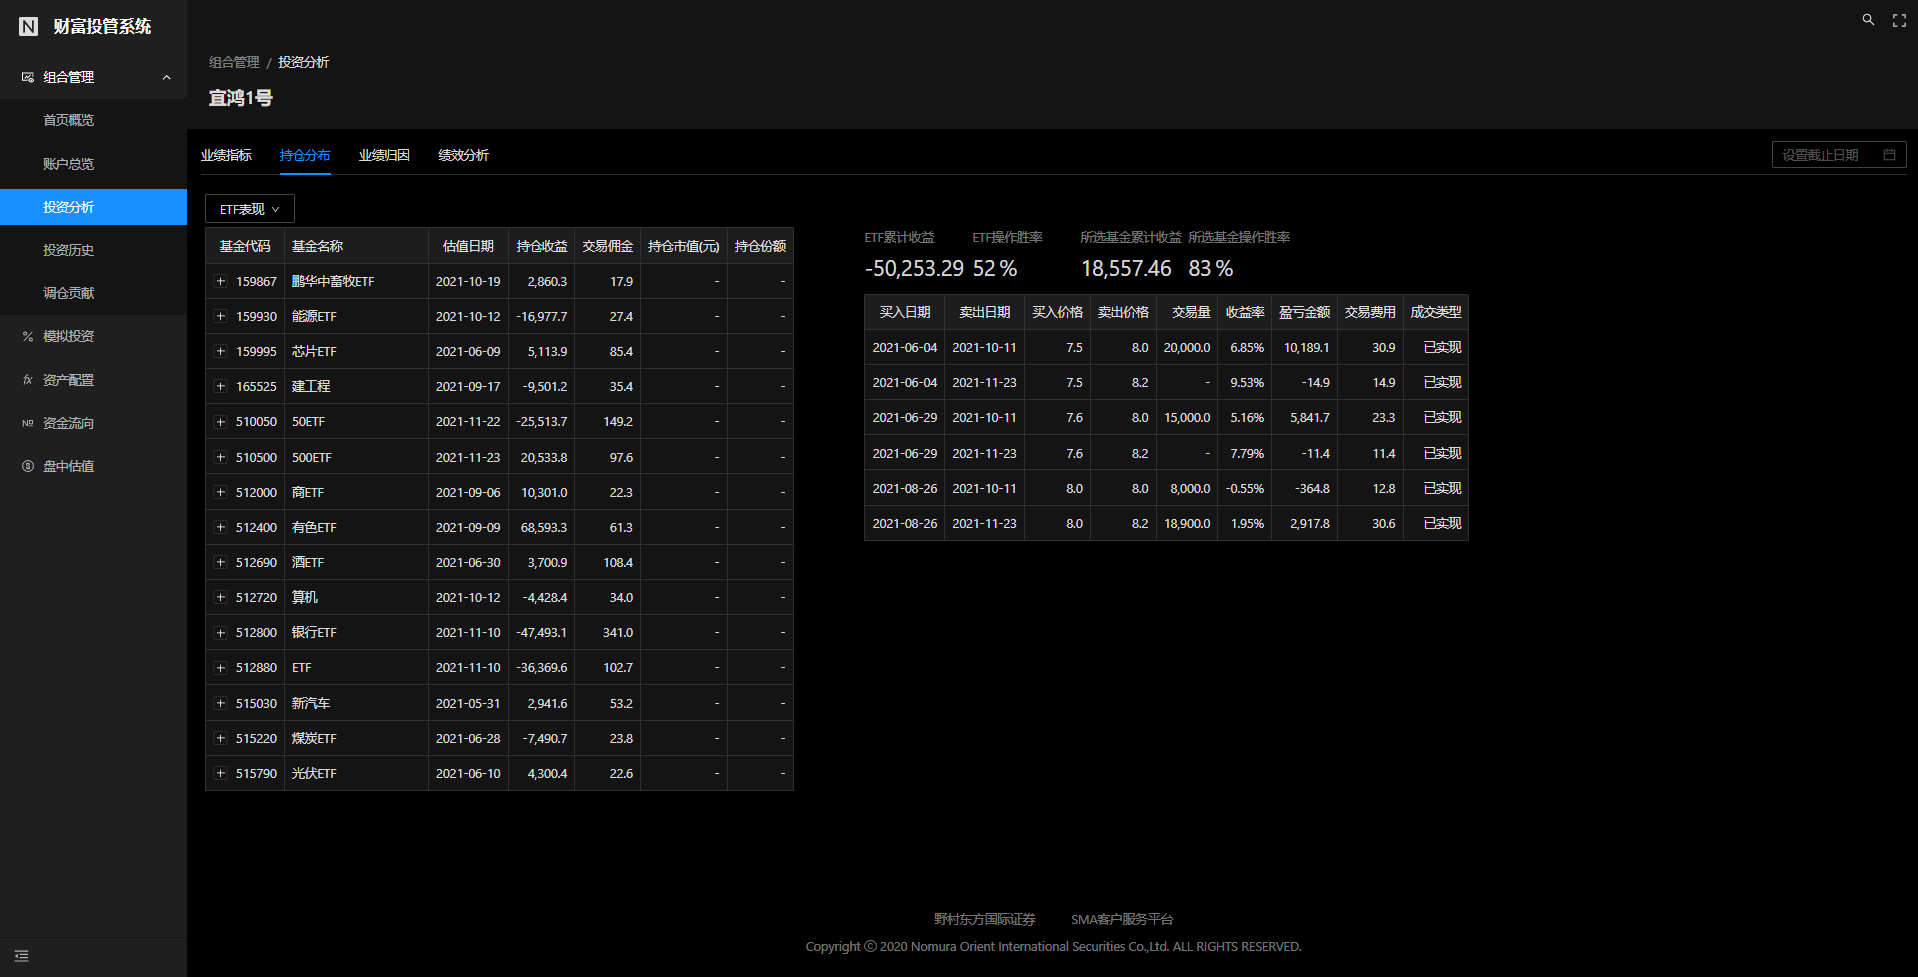 N 财富投管系统
组合管理
首页概览
账户总览
投资分析
投资历史
调仓贡献
模拟投资
资产配置
资金流向
盘中估值
组合管理 / 投资分析
宜鸿1号
业绩指标 持仓分布 业绩归因 绩效分析 设置截止日期
ETF表现
基金代码 基金名称 估值日期 持仓收益 交易佣金 持仓市值(元) 持仓份额
159867 鹏华中畜牧ETF 2021-10-19 2,860.3 17.9 - -
159930 能源ETF 2021-10-12 -16,977.7 27.4 - -
159995 芯片ETF 2021-06-09 5,113.9 85.4 - -
165525 建工程 2021-09-17 -9,501.2 35.4 - -
510050 50ETF 2021-11-22 -25,513.7 149.2 - -
510500 500ETF 2021-11-23 20,533.8 97.6 - -
512000 商ETF 2021-09-06 10,301.0 22.3 - -
512400 有色ETF 2021-09-09 68,593.3 61.3 - -
512690 酒ETF 2021-06-30 3,700.9 108.4 - -
512720 算机 2021-10-12 -4,428.4 34.0 - -
512800 银行ETF 2021-11-10 -47,493.1 341.0 - -
512880 ETF 2021-11-10 -36,369.6 102.7 - -
515030 新汽车 2021-05-31 2,941.6 53.2 - -
515220 煤炭ETF 2021-06-28 -7,490.7 23.8 - -
515790 光伏ETF 2021-06-10 4,300.4 22.6 - -
ETF累计收益 ETF操作胜率 所选基金累计收益 所选基金操作胜率
-50,253.29 52 % 18,557.46 83 %
买入日期 卖出日期 买入价格 卖出价格 交易量 收益率 盈亏金额 交易费用 成交类型
2021-06-04 2021-10-11 7.5 8.0 20,000.0 6.85% 10,189.1 30.9 已实现
2021-06-04 2021-11-23 7.5 8.2 - 9.53% -14.9 14.9 已实现
2021-06-29 2021-10-11 7.6 8.0 15,000.0 5.16% 5,841.7 23.3 已实现
2021-06-29 2021-11-23 7.6 8.2 - 7.79% -11.4 11.4 已实现
2021-08-26 2021-10-11 8.0 8.0 8,000.0 -0.55% -364.8 12.8 已实现
2021-08-26 2021-11-23 8.0 8.2 18,900.0 1.95% 2,917.8 30.6 已实现
野村东方国际证券 SMA客户服务平台
Copyright © 2020 Nomura Orient International Securities Co.,Ltd. ALL RIGHTS RESERVED.